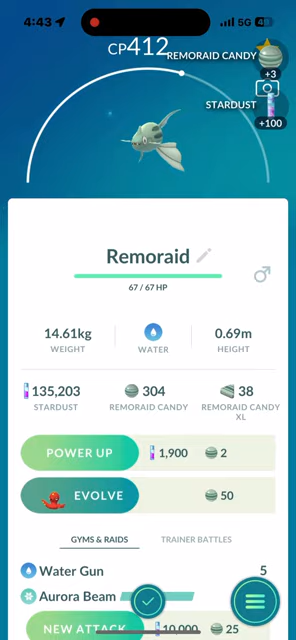 4:43 5G 4
CP412 REMORAID CANDY
+3
STARDUST
+100
Remoraid
67 / 67 HP
14.61kg 0.69m
WEIGHT WATER HEIGHT
135,203 304 38
STARDUST REMORAID CANDY REMORAID CANDY
XL
POWER UP 1,900 2
EVOLVE 50
GYMS & RAIDS TRAINER BATTLES
Water Gun 5
Aurora Beam
NEW ATTACK 10,000 25